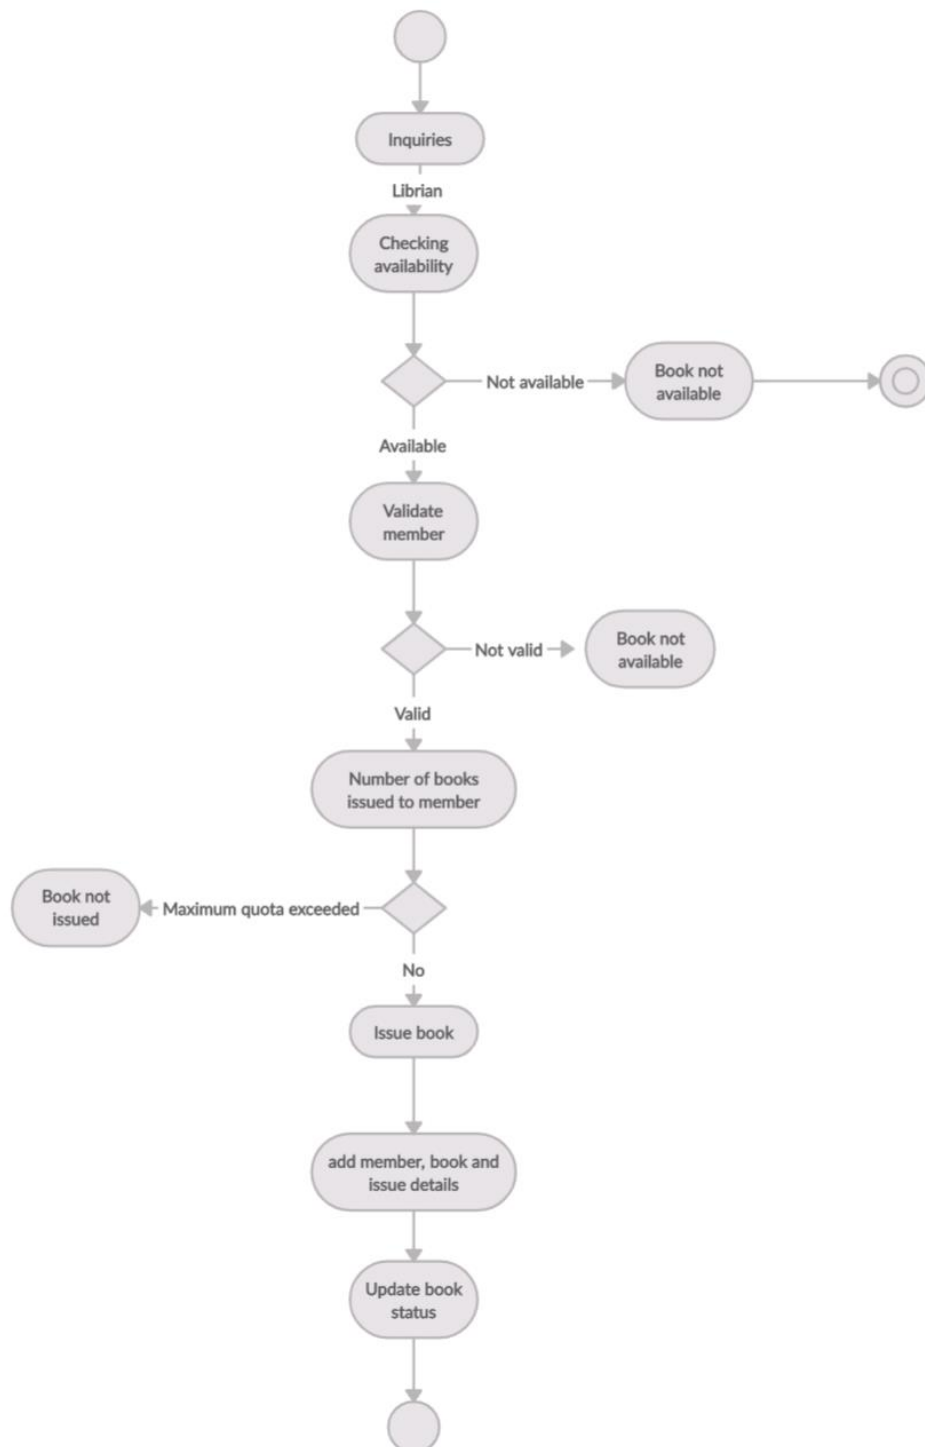 Inquiries
Librian
Checking
availability
Not available
Book not
available
Available
Validate
member
Not valid
Book not
available
Valid
Number of books
issued to member
Book not
issued
Maximum quota exceeded
No
Issue book
add member, book and
issue details
Update book
status